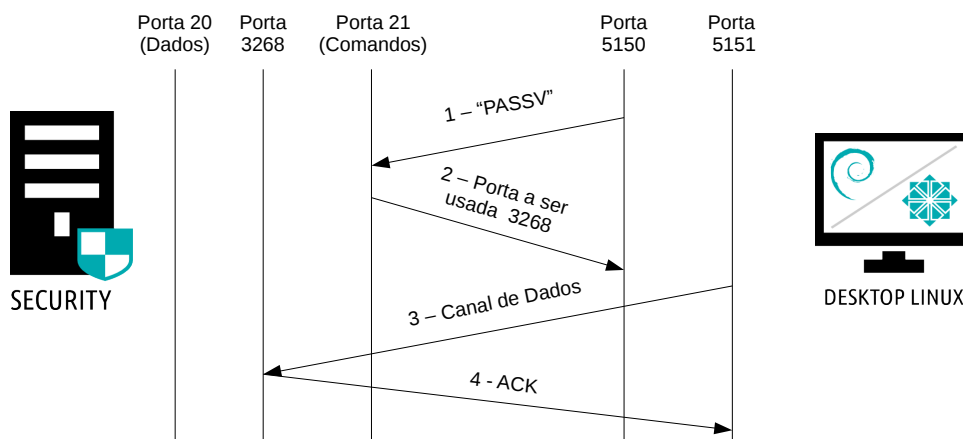 Porta 20
(Dados)
Porta
3268
Porta 21
(Comandos)
Porta
5150
Porta
5151
1 – “PASSV”
2 – Porta a ser
usada 3268
3 – Canal de Dados
4 - ACK
SECURITY
DESKTOP LINUX